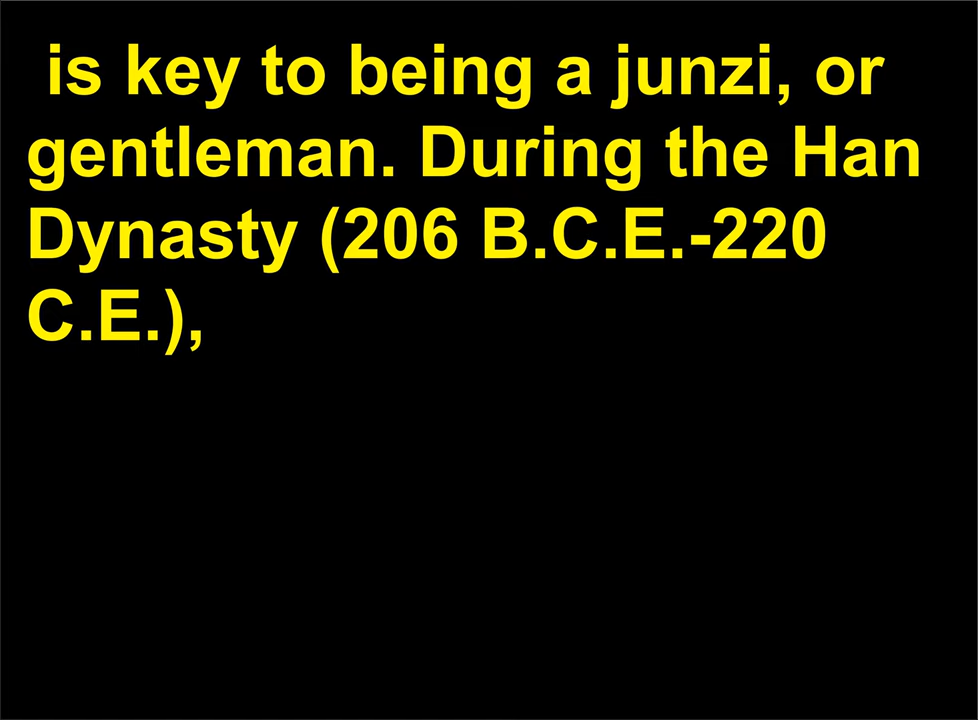 is key to being a junzi, or
gentleman. During the Han
Dynasty (206 B.C.E.-220
C.E.),